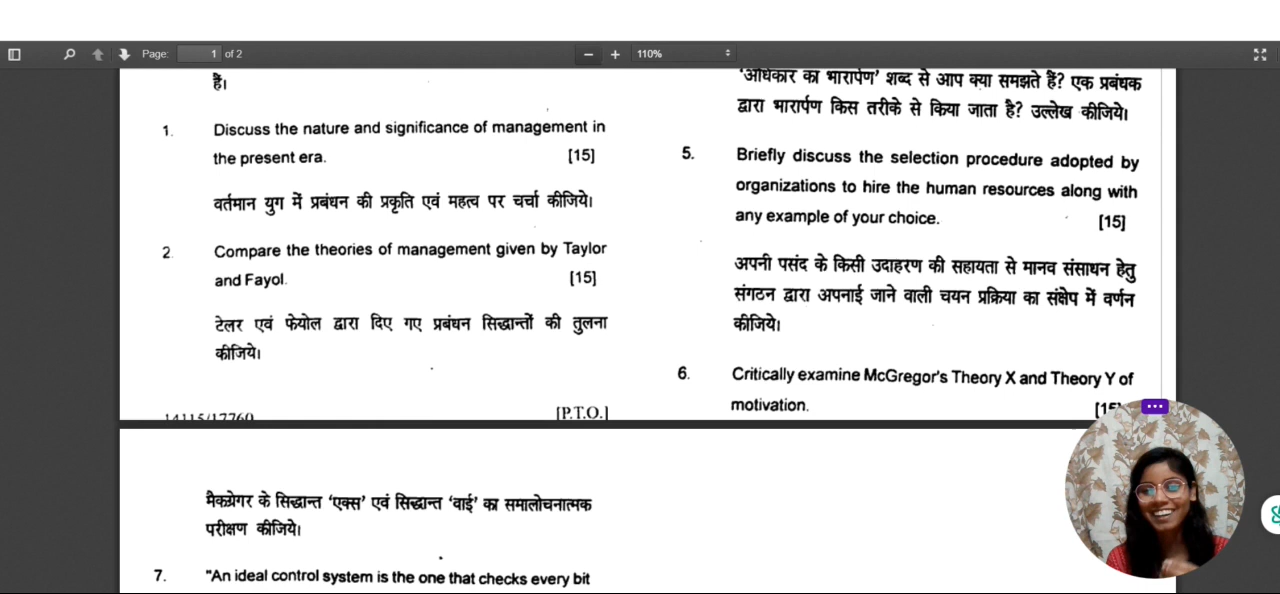 Page:
1 of 2
110%
हैं।
1. Discuss the nature and significance of management in
the present era. [15]
वर्तमान युग में प्रबंधन की प्रकृति एवं महत्व पर चर्चा कीजिये।
2. Compare the theories of management given by Taylor
and Fayol. [15]
टेलर एवं फेयोल द्वारा दिए गए प्रबंधन सिद्धान्तों की तुलना
कीजिये।
14115/17760 [P.T.O.]
'अधिकार का भारार्पण' शब्द से आप क्या समझते हैं? एक प्रबंधक
द्वारा भारार्पण किस तरीके से किया जाता है? उल्लेख कीजिये।
5. Briefly discuss the selection procedure adopted by
organizations to hire the human resources along with
any example of your choice. [15]
अपनी पसंद के किसी उदाहरण की सहायता से मानव संसाधन हेतु
संगठन द्वारा अपनाई जाने वाली चयन प्रक्रिया का संक्षेप में वर्णन
कीजिये।
6. Critically examine McGregor's Theory X and Theory Y of
motivation.
मैकग्रेगर के सिद्धान्त 'एक्स' एवं सिद्धान्त 'वाई' का समालोचनात्मक
परीक्षण कीजिये।
7. "An ideal control system is the one that checks every bit